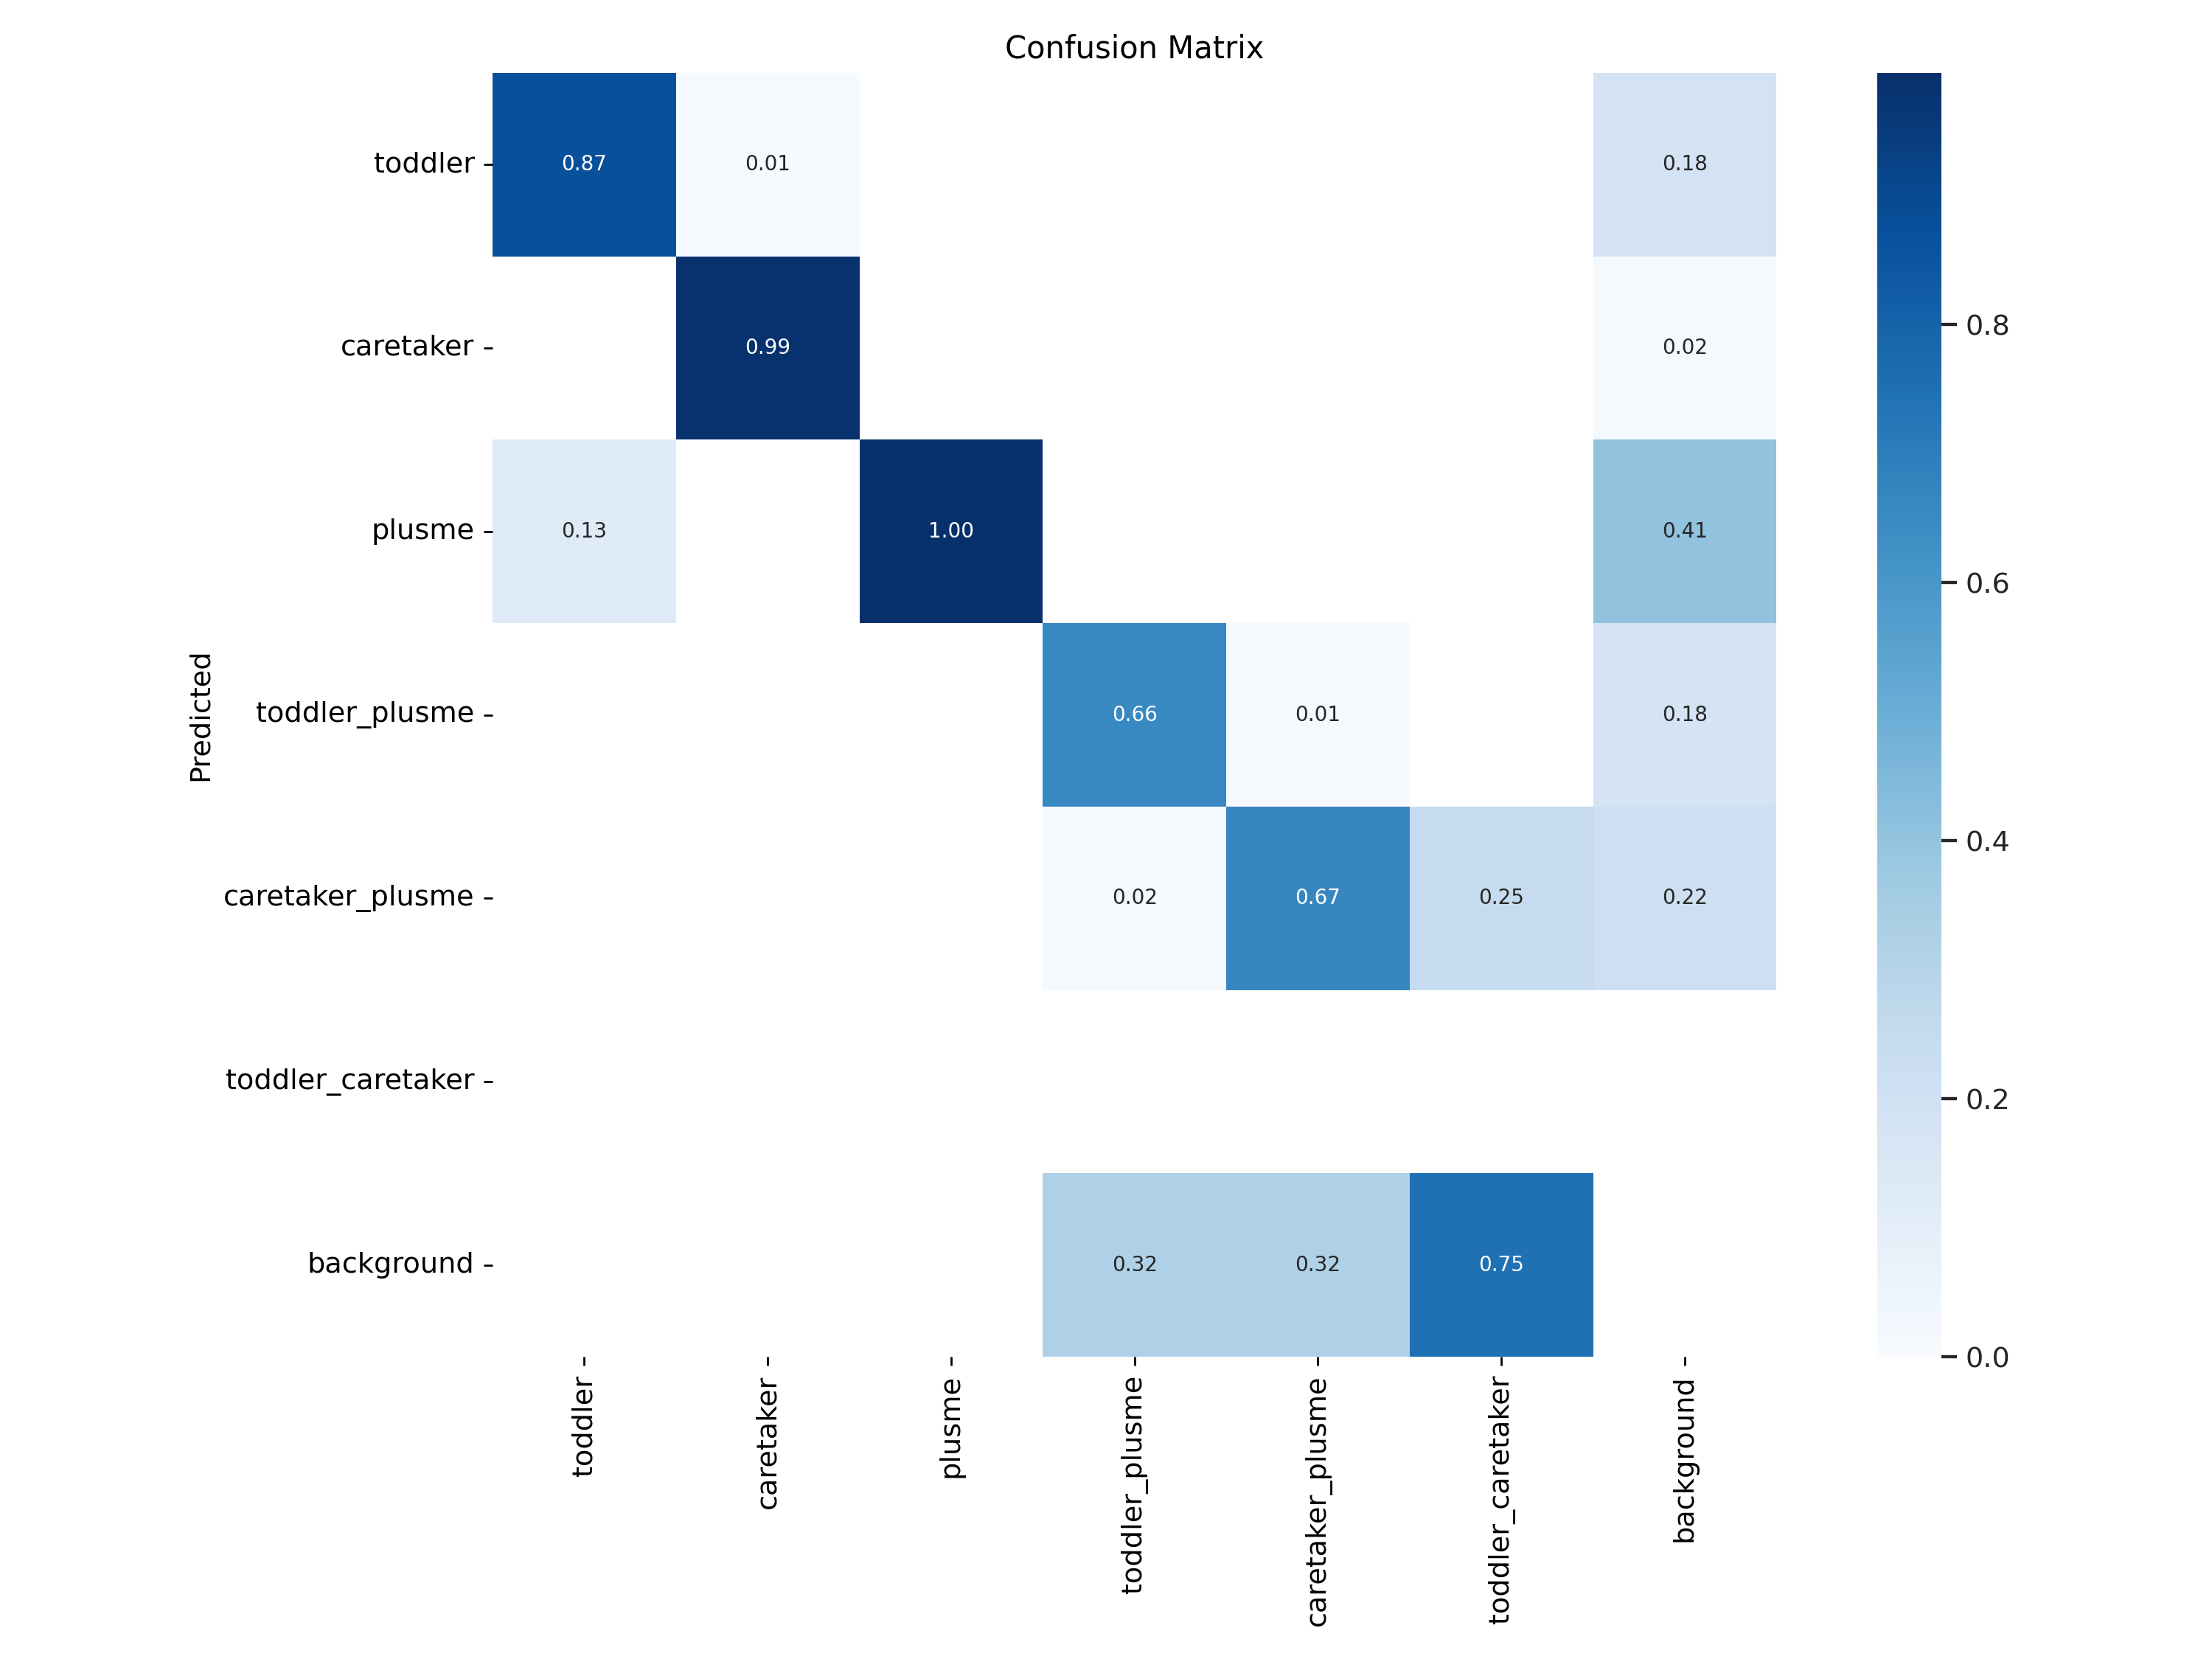 Confusion Matrix
toddler
0.87
0.01
0.18
caretaker
0.99
0.02
plusme
0.13
1.00
0.41
toddler_plusme
0.66
0.01
0.18
caretaker_plusme
0.02
0.67
0.25
0.22
toddler_caretaker
background
0.32
0.32
0.75
Predicted
toddler
caretaker
plusme
toddler_plusme
caretaker_plusme
toddler_caretaker
background
0.8
0.6
0.4
0.2
0.0